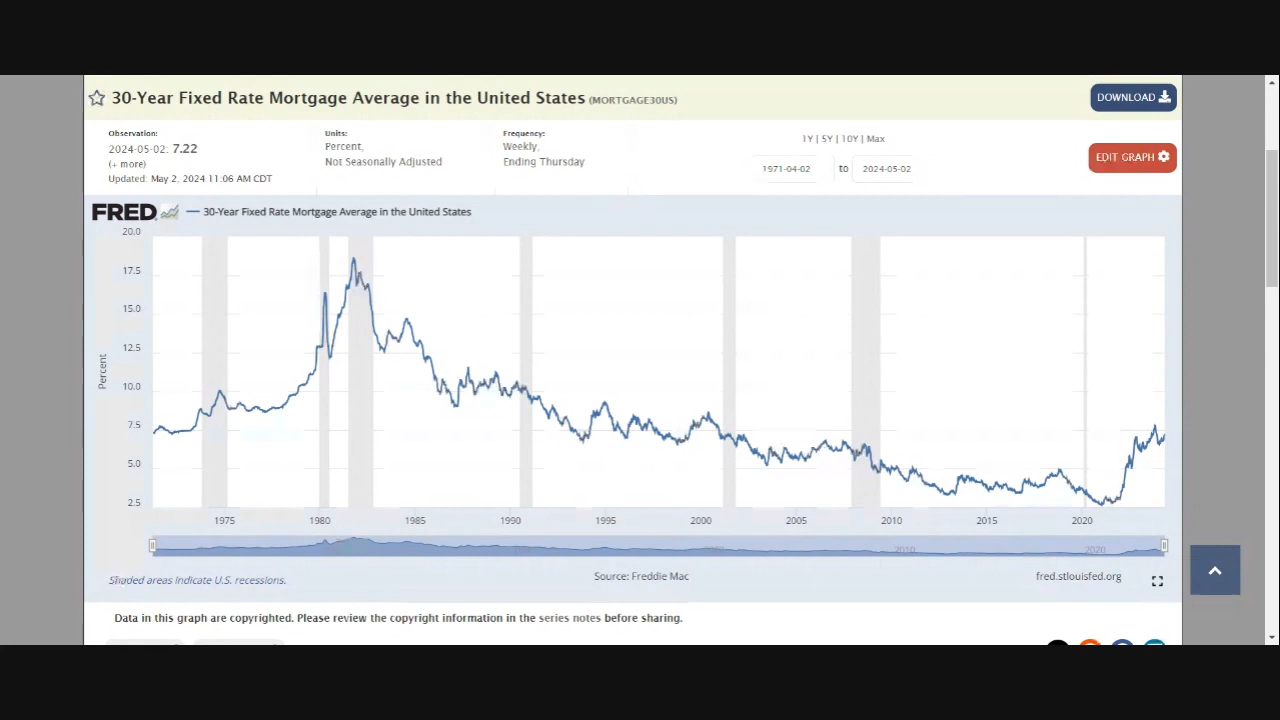 30-Year Fixed Rate Mortgage Average in the United States (MORTGAGE30US)
DOWNLOAD
Observation:
2024-05-02: 7.22
(+ more)
Updated: May 2, 2024 11:06 AM CDT
Units:
Percent,
Not Seasonally Adjusted
Frequency:
Weekly,
Ending Thursday
1Y | 5Y | 10Y | Max
1971-04-02 to 2024-05-02
EDIT GRAPH
FRED
30-Year Fixed Rate Mortgage Average in the United States
20.0
17.5
15.0
12.5
10.0
7.5
5.0
2.5
Percent
1975 1980 1985 1990 1995 2000 2005 2010 2015 2020
2010 2020
Shaded areas indicate U.S. recessions.
Source: Freddie Mac
fred.stlouisfed.org
Data in this graph are copyrighted. Please review the copyright information in the series notes before sharing.